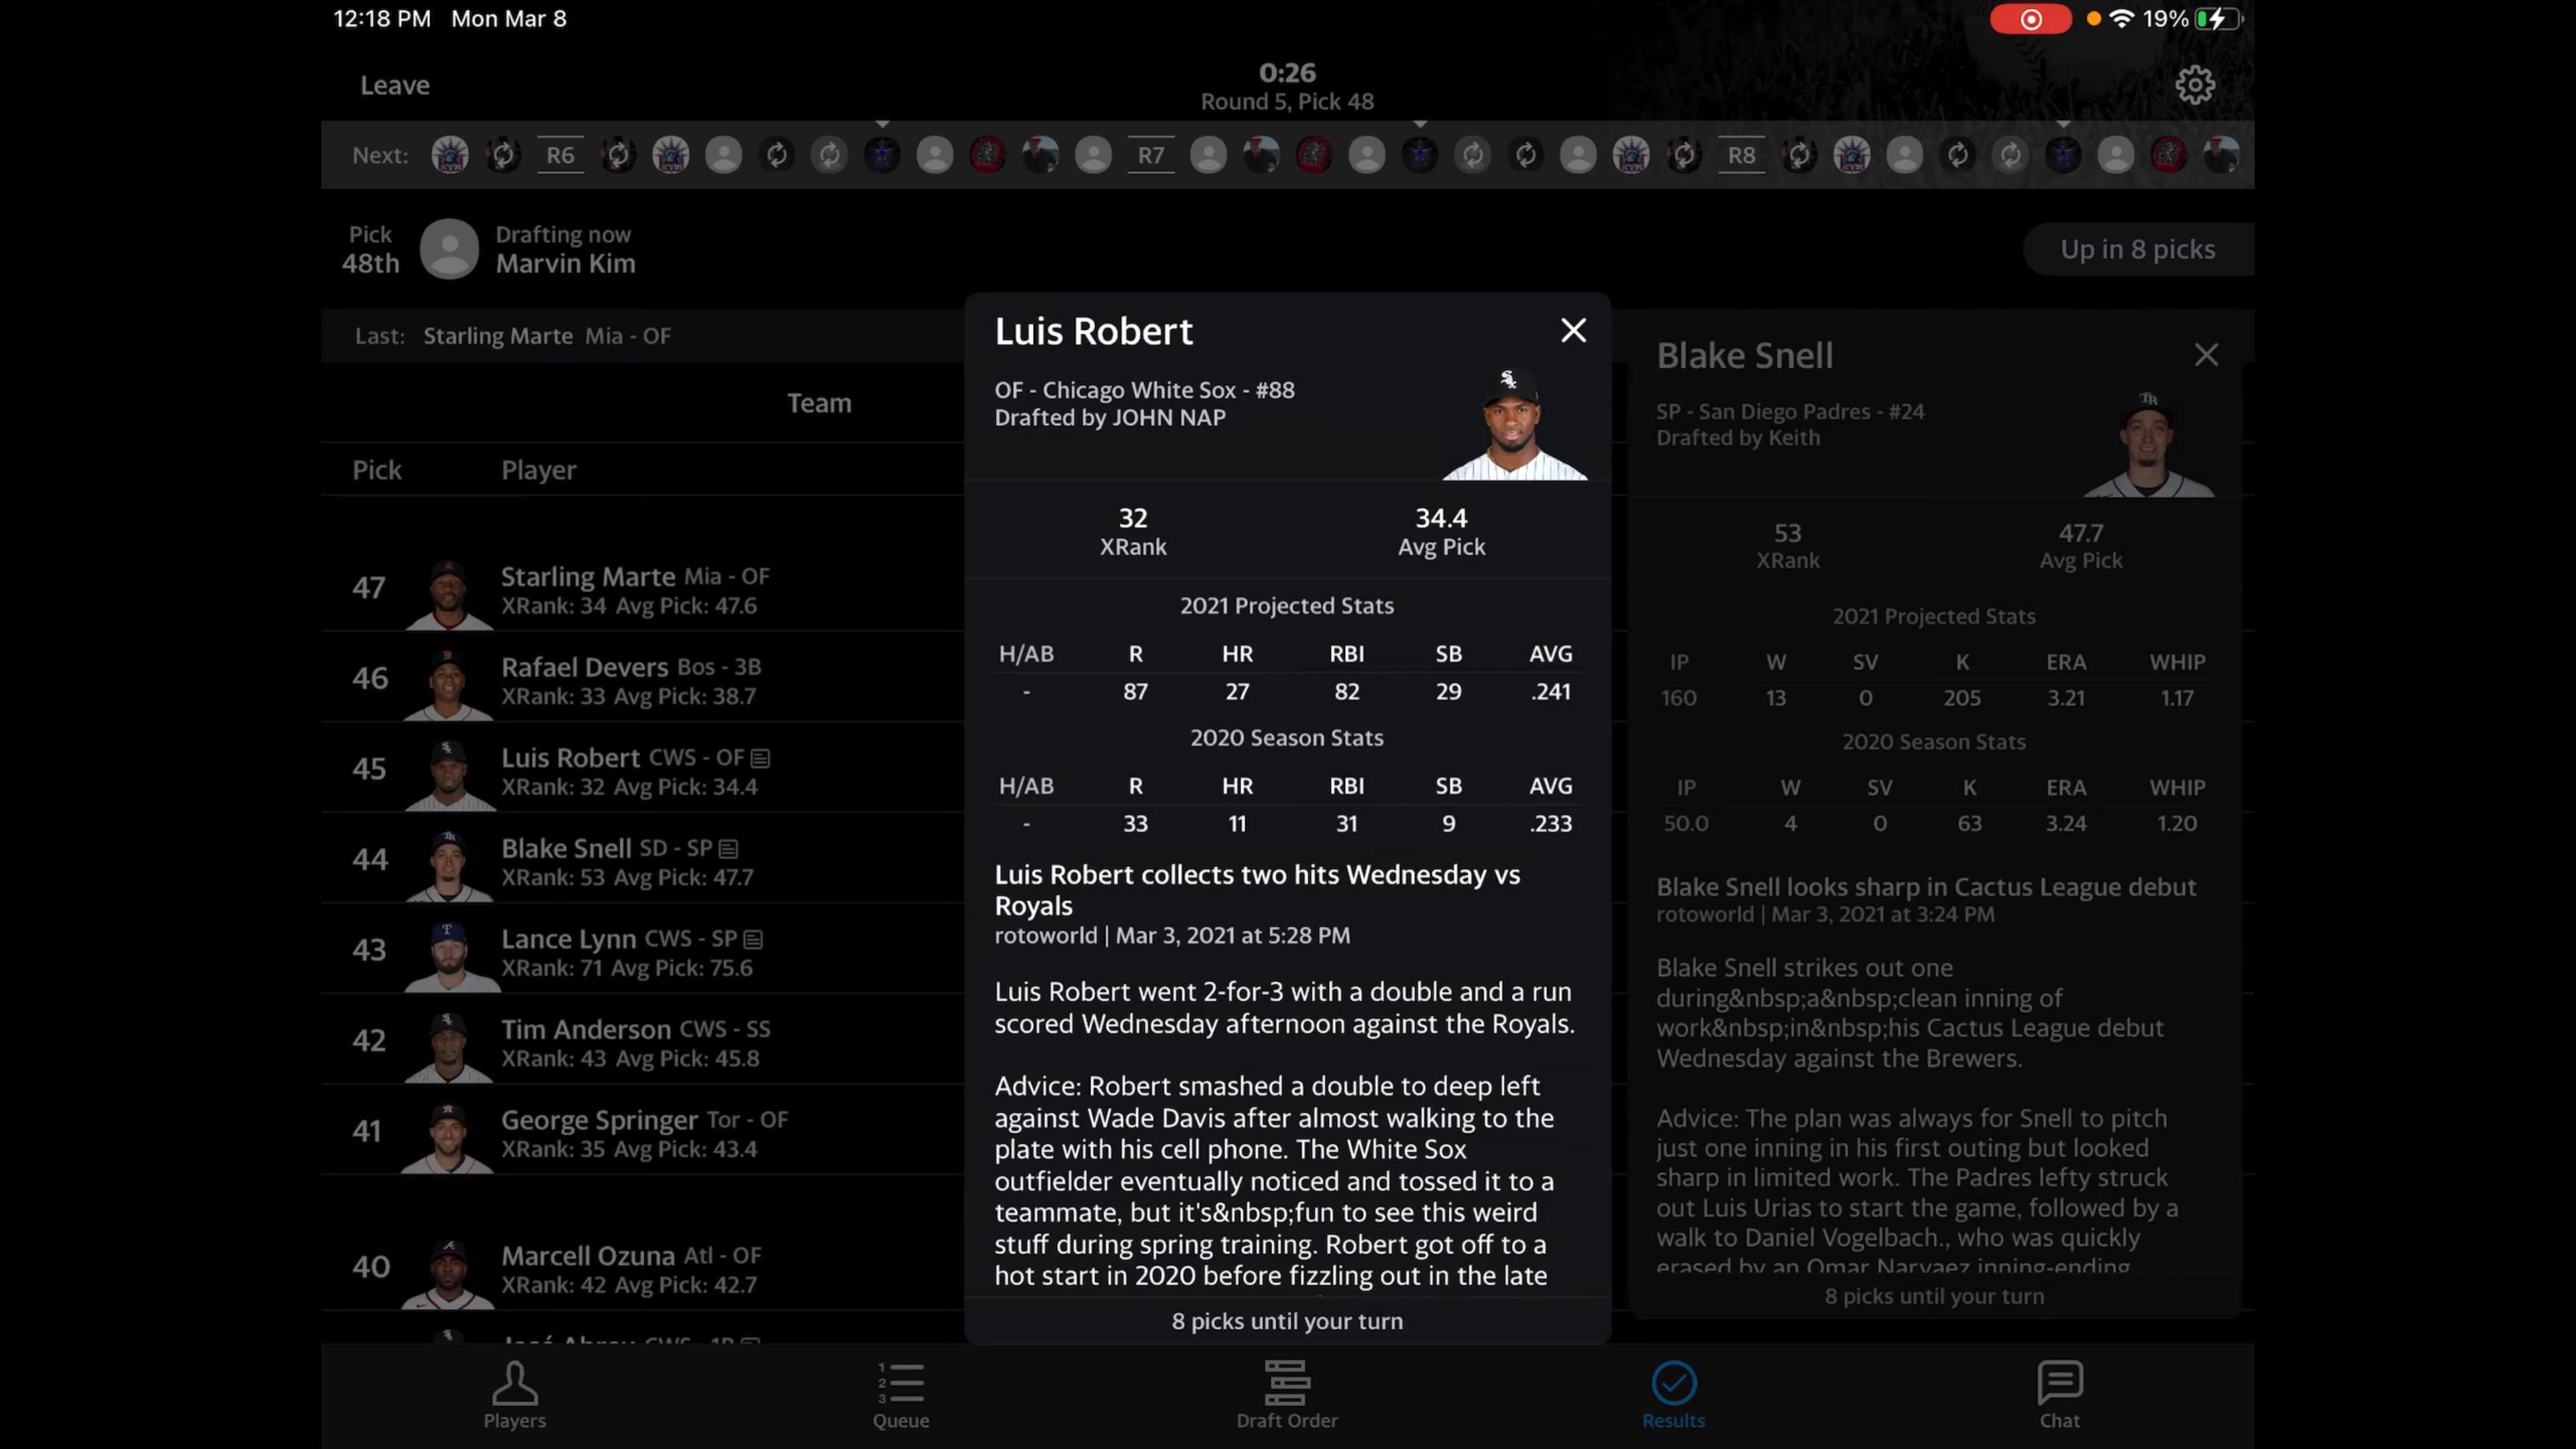 12:18 PM Mon Mar 8
19%
Leave
0:26
Round 5, Pick 48
Next:
R6
R7
R8
Pick
48th
Drafting now
Marvin Kim
Up in 8 picks
Last: Starling Marte Mia - OF
Team
Pick Player
47
Starling Marte Mia - OF
XRank: 34 Avg Pick: 47.6
46
Rafael Devers Bos - 3B
XRank: 33 Avg Pick: 38.7
45
Luis Robert CWS - OF
XRank: 32 Avg Pick: 34.4
44
Blake Snell SD - SP
XRank: 53 Avg Pick: 47.7
43
Lance Lynn CWS - SP
XRank: 71 Avg Pick: 75.6
42
Tim Anderson CWS - SS
XRank: 43 Avg Pick: 45.8
41
George Springer Tor - OF
XRank: 35 Avg Pick: 43.4
40
Marcell Ozuna Atl - OF
XRank: 42 Avg Pick: 42.7
José Abreu CWS - 1B
Luis Robert
OF - Chicago White Sox - #88
Drafted by JOHN NAP
32 34.4
XRank Avg Pick
2021 Projected Stats
H/AB R HR RBI SB AVG
- 87 27 82 29 .241
2020 Season Stats
H/AB R HR RBI SB AVG
- 33 11 31 9 .233
Luis Robert collects two hits Wednesday vs
Royals
rotoworld | Mar 3, 2021 at 5:28 PM
Luis Robert went 2-for-3 with a double and a run
scored Wednesday afternoon against the Royals.
Advice: Robert smashed a double to deep left
against Wade Davis after almost walking to the
plate with his cell phone. The White Sox
outfielder eventually noticed and tossed it to a
teammate, but it's&nbsp;fun to see this weird
stuff during spring training. Robert got off to a
hot start in 2020 before fizzling out in the late
8 picks until your turn
Blake Snell
SP - San Diego Padres - #24
Drafted by Keith
53 47.7
XRank Avg Pick
2021 Projected Stats
IP W SV K ERA WHIP
160 13 0 205 3.21 1.17
2020 Season Stats
IP W SV K ERA WHIP
50.0 4 0 63 3.24 1.20
Blake Snell looks sharp in Cactus League debut
rotoworld | Mar 3, 2021 at 3:24 PM
Blake Snell strikes out one
during&nbsp;a&nbsp;clean inning of
work&nbsp;in&nbsp;his Cactus League debut
Wednesday against the Brewers.
Advice: The plan was always for Snell to pitch
just one inning in his first outing but looked
sharp in limited work. The Padres lefty struck
out Luis Urias to start the game, followed by a
walk to Daniel Vogelbach., who was quickly
erased by an Omar Narvaez inning-ending
8 picks until your turn
Players
Queue
Draft Order
Results
Chat